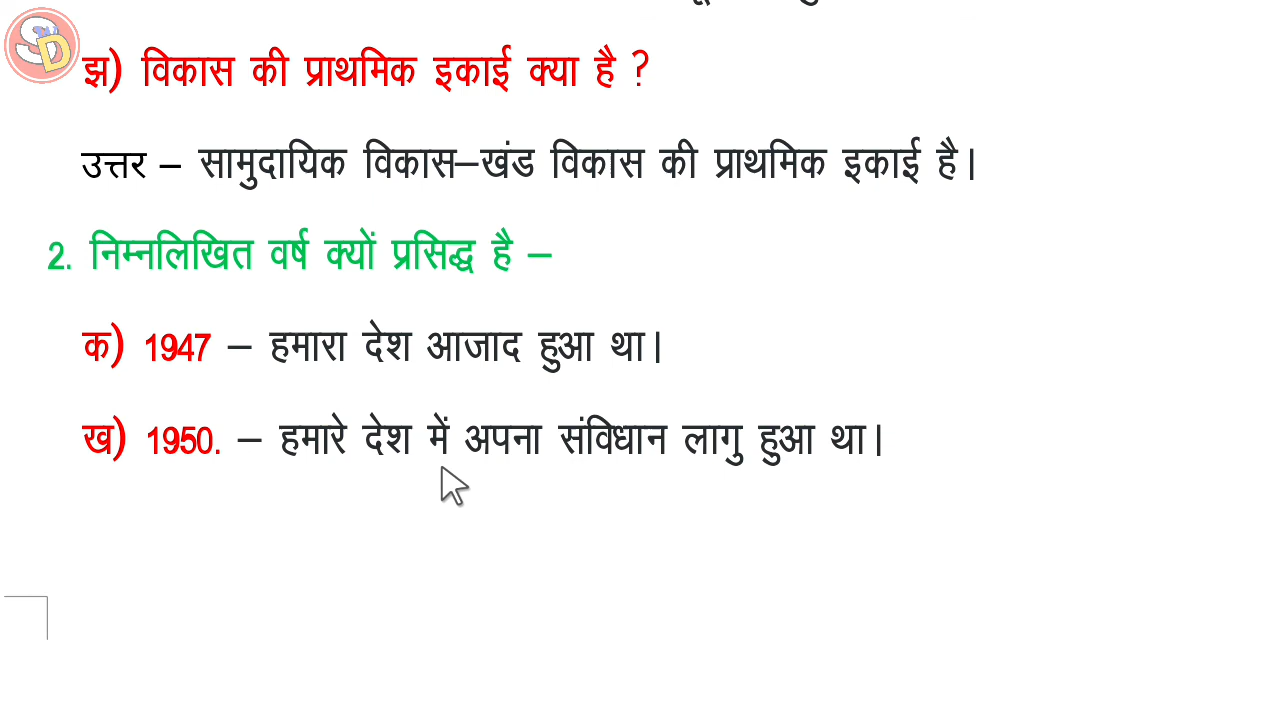 झ) विकास की प्राथमिक इकाई क्या है ?
उत्तर – सामुदायिक विकास–खंड विकास की प्राथमिक इकाई है।
2. निम्नलिखित वर्ष क्यों प्रसिद्ध है –
क) 1947 – हमारा देश आजाद हुआ था।
ख) 1950. – हमारे देश में अपना संविधान लागु हुआ था।